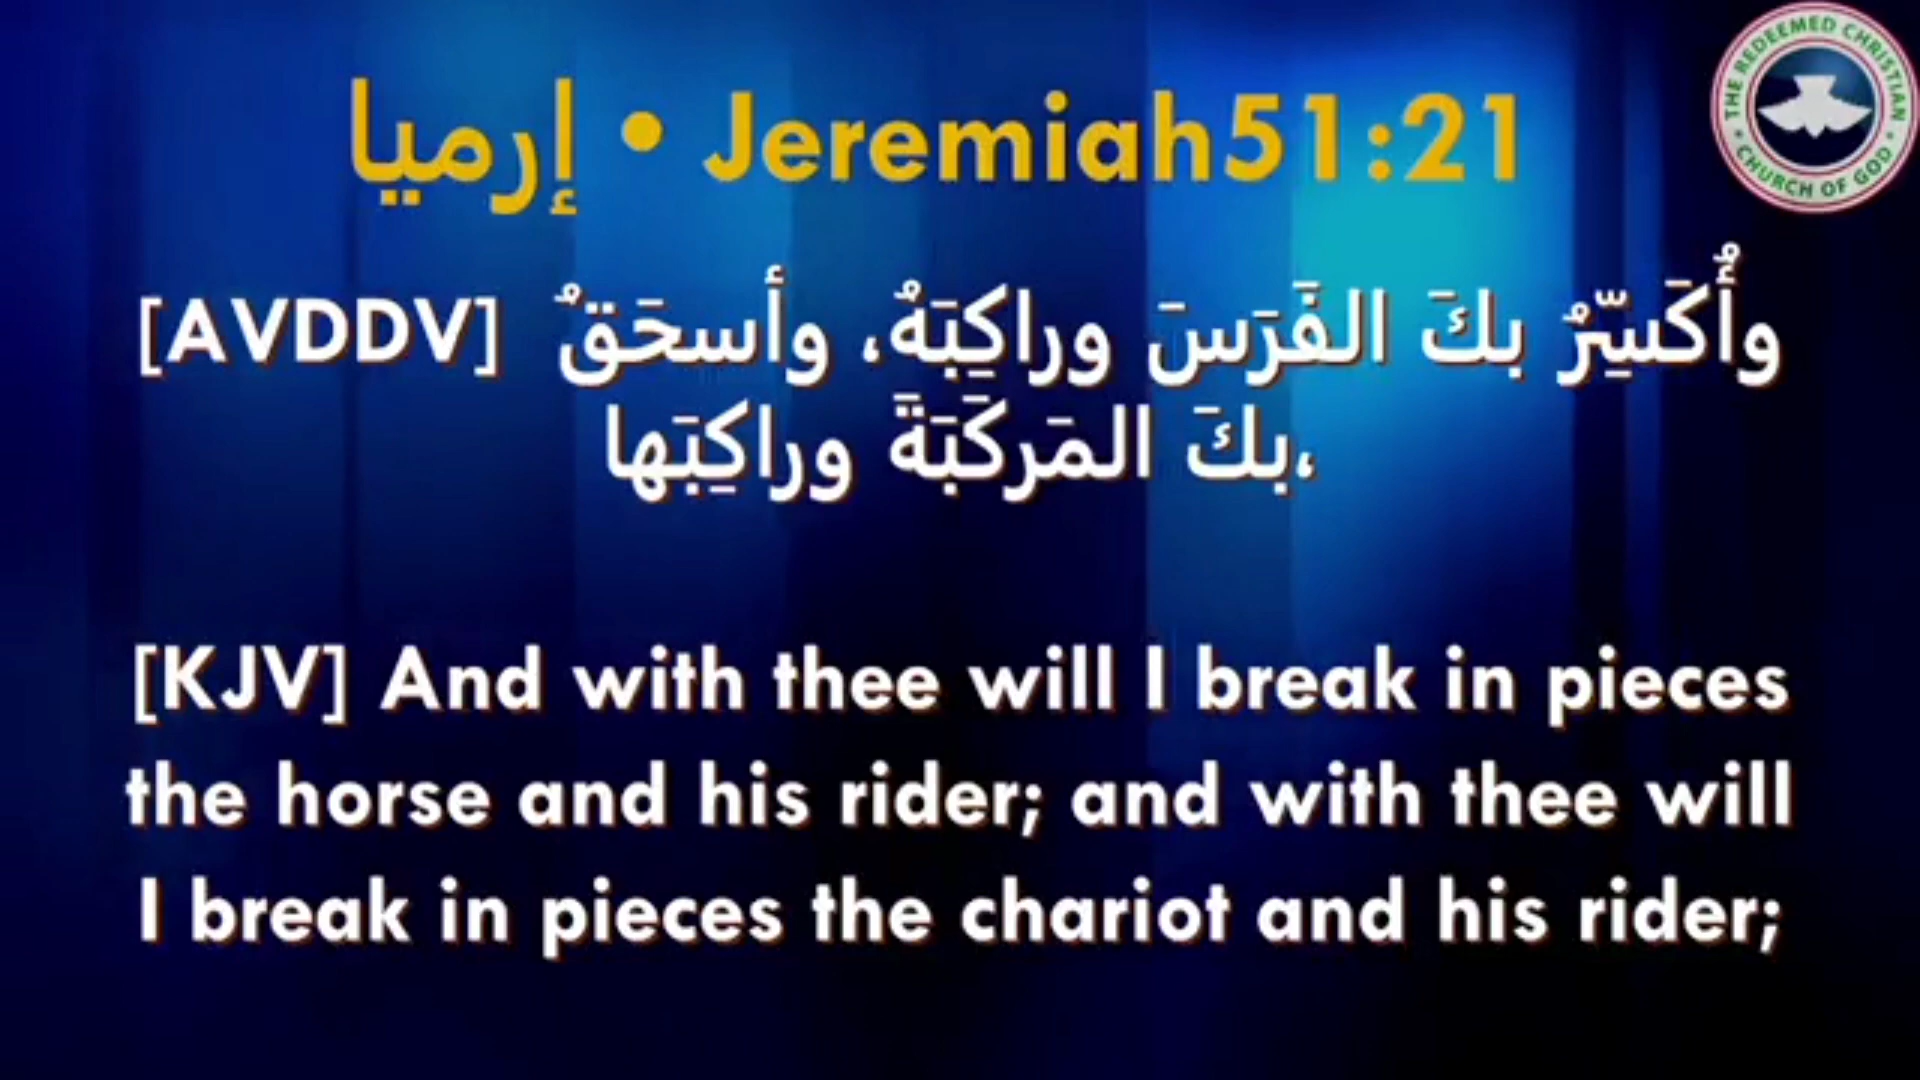 إرميا • Jeremiah51:21
THE REDEEMED CHRISTIAN
• CHURCH OF GOD •
[AVDDV] وأُكَسِّرُ بكَ الفَرَسَ وراكِبَهُ، وأسحَقُ
بكَ المَركَبَةَ وراكِبَها،
[KJV] And with thee will I break in pieces
the horse and his rider; and with thee will
I break in pieces the chariot and his rider;